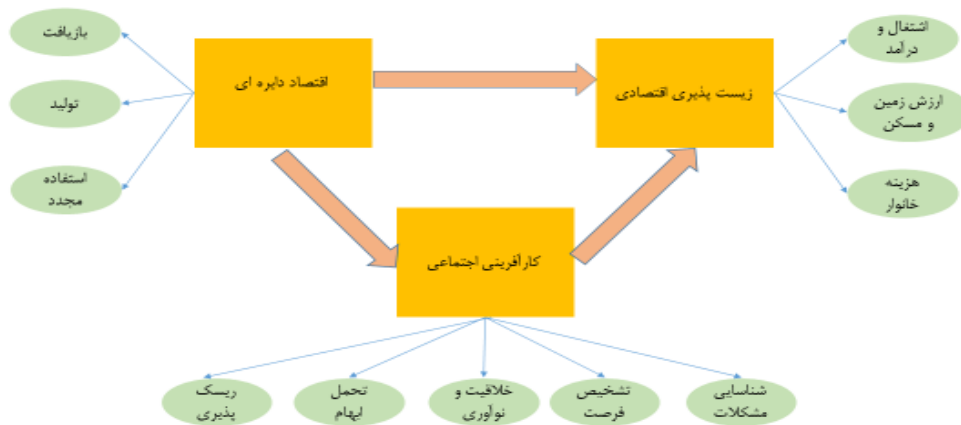 اشتغال و
درآمد
ارزش زمین
و مسکن
هزینه
خانوار
زیست پذیری اقتصادی
اقتصاد دایره ای
بازیافت
تولید
استفاده
مجدد
کارآفرینی اجتماعی
شناسایی
مشکلات
تشخیص
فرصت
خلاقیت و
نوآوری
تحمل
ابهام
ریسک
پذیری